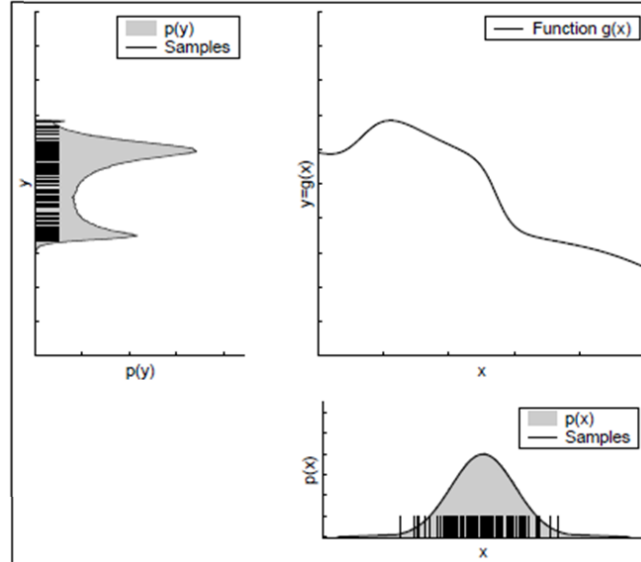 p(y)
Samples
y
p(y)
Function g(x)
y=g(x)
x
p(x)
Samples
p(x)
x